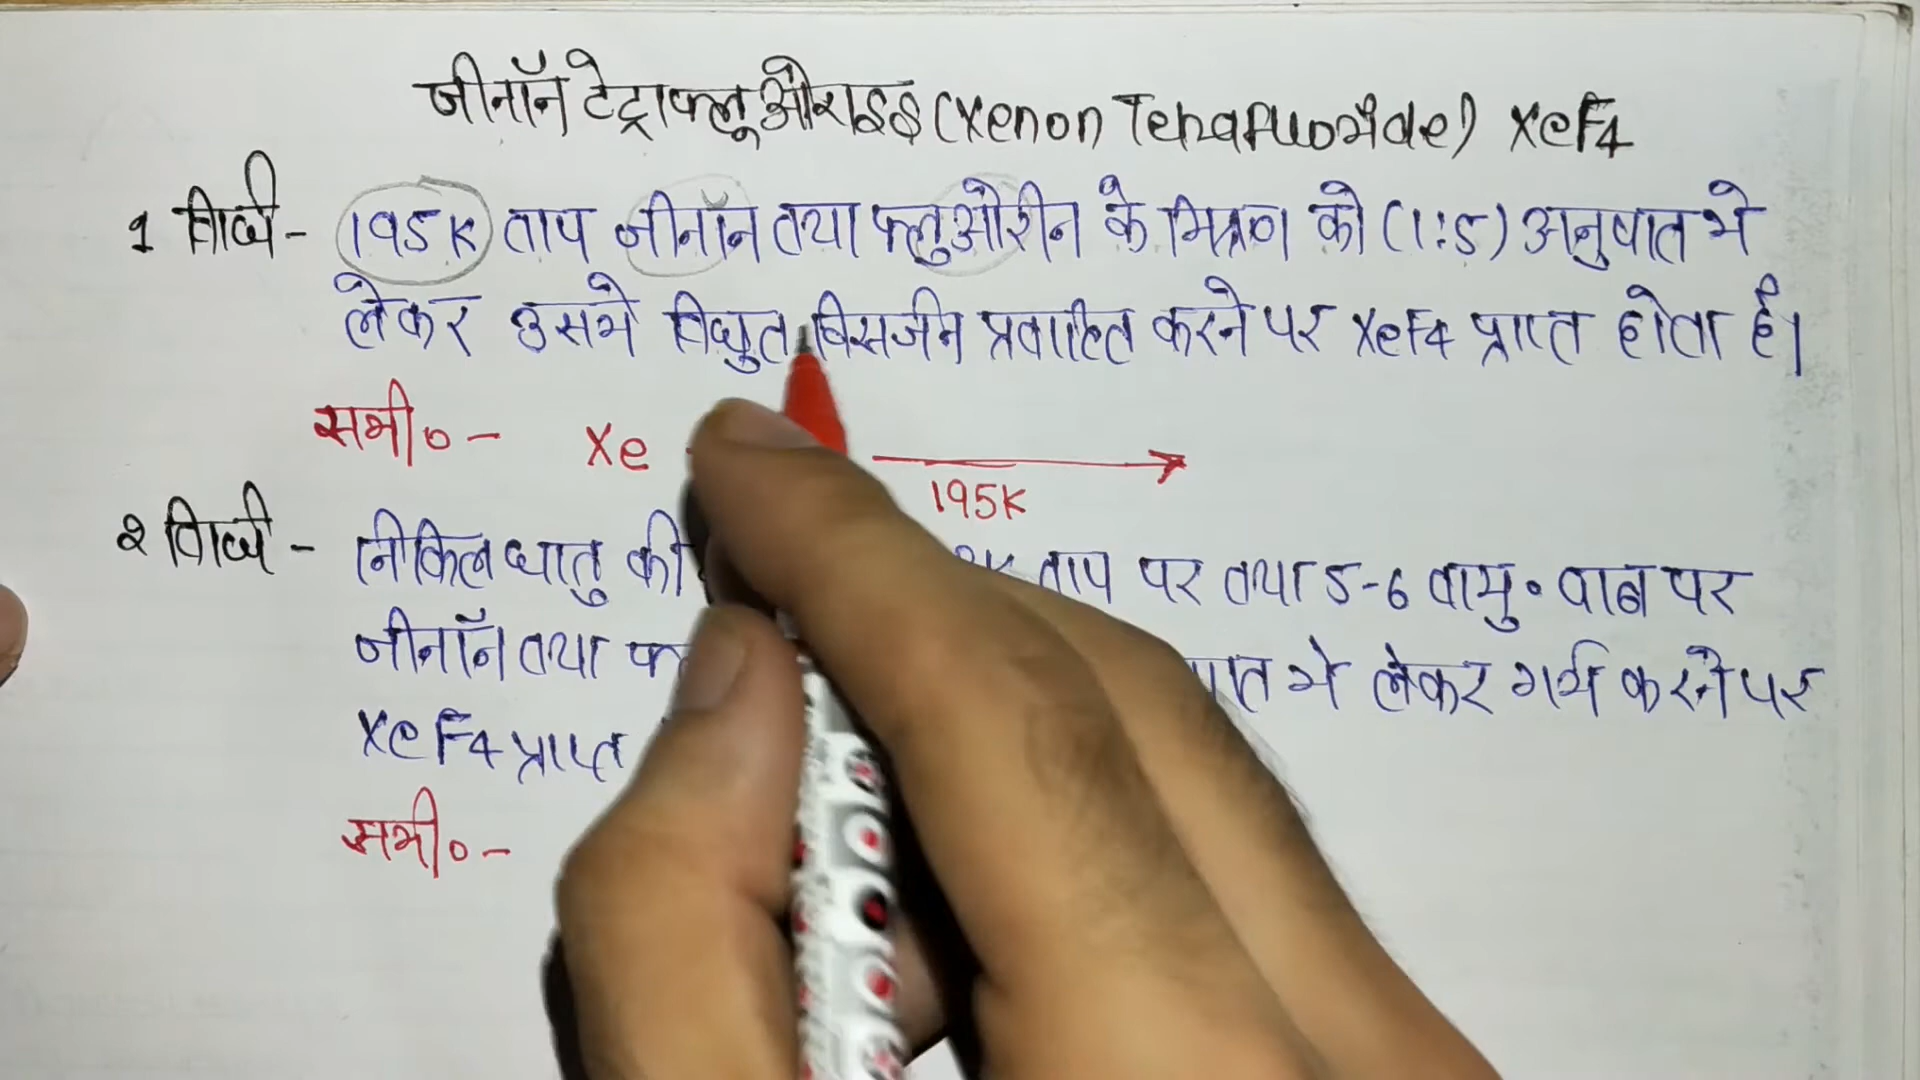 जीनॉन टेट्राफ्लूओराइड (Xenon Tetrafluoride) XeF4
1 विधि - 195K ताप जीनॉन तथा फ्लुओरीन के मिश्रण को (1:5) अनुपात मे
लेकर उसमे विधुत विसर्जन प्रवाहित करने पर XeF4 प्राप्त होता है।
समी० - Xe
195K
2 विधि - निकिल धातु की K ताप पर तथा 5-6 वायु० दाब पर
जीनॉन तथा मे लेकर गर्म करने पर
XeF4 प्राप्त
समी० -